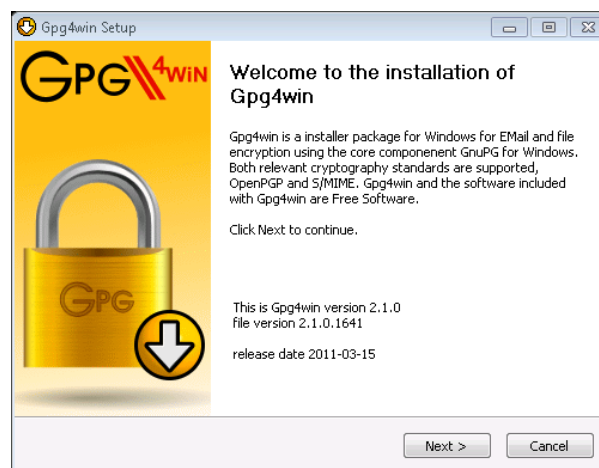 Gpg4win Setup
GPG4WIN
Welcome to the installation of
Gpg4win
Gpg4win is a installer package for Windows for EMail and file
encryption using the core componenent GnuPG for Windows.
Both relevant cryptography standards are supported,
OpenPGP and S/MIME. Gpg4win and the software included
with Gpg4win are Free Software.
Click Next to continue.
GPG
This is Gpg4win version 2.1.0
file version 2.1.0.1641
release date 2011-03-15
Next >
Cancel